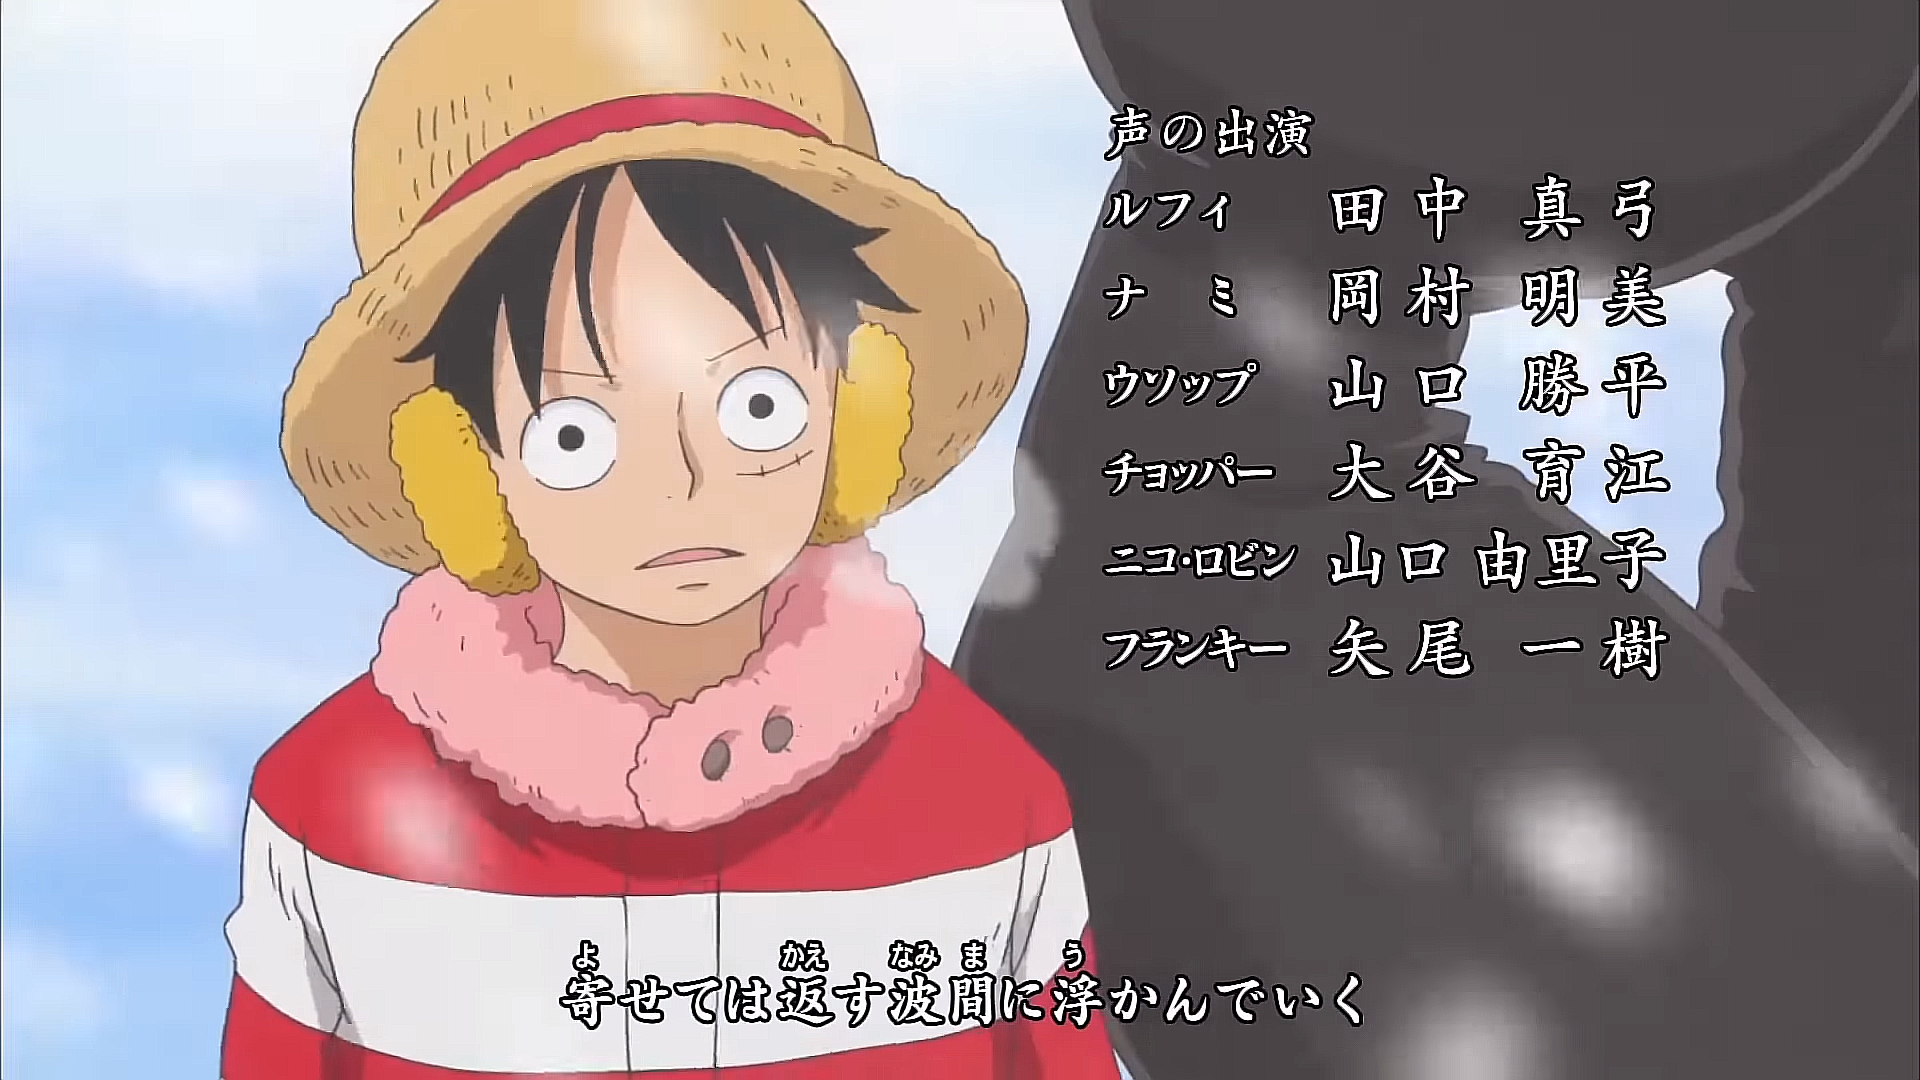 声の出演
ルフィ 田中 真弓
ナミ 岡村 明美
ウソップ 山口 勝平
チョッパー 大谷 育江
ニコ・ロビン 山口 由里子
フランキー 矢尾 一樹
よ かえ なみ ま う
寄せては返す波間に浮かんでいく